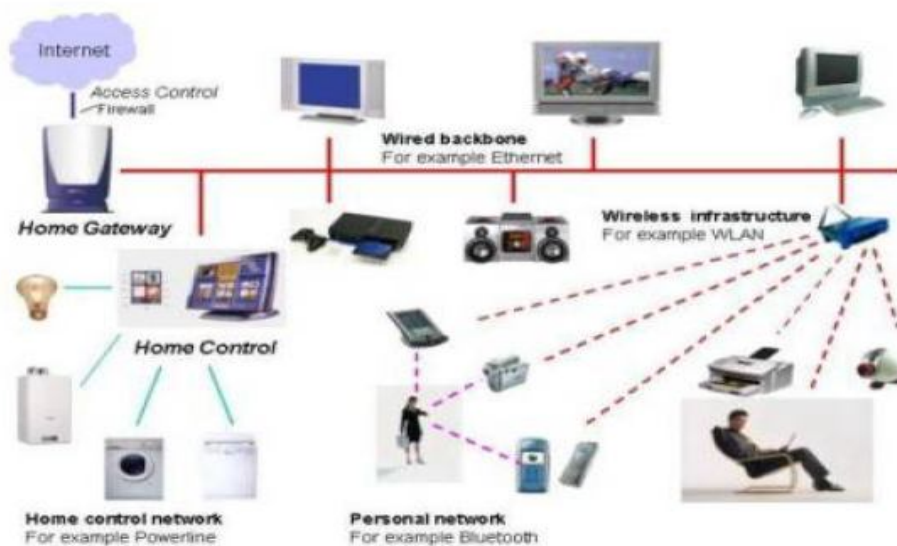 Internet
Access Control
Firewall
Wired backbone
For example Ethernet
Home Gateway
Wireless infrastructure
For example WLAN
Home Control
Home control network
For example Powerline
Personal network
For example Bluetooth